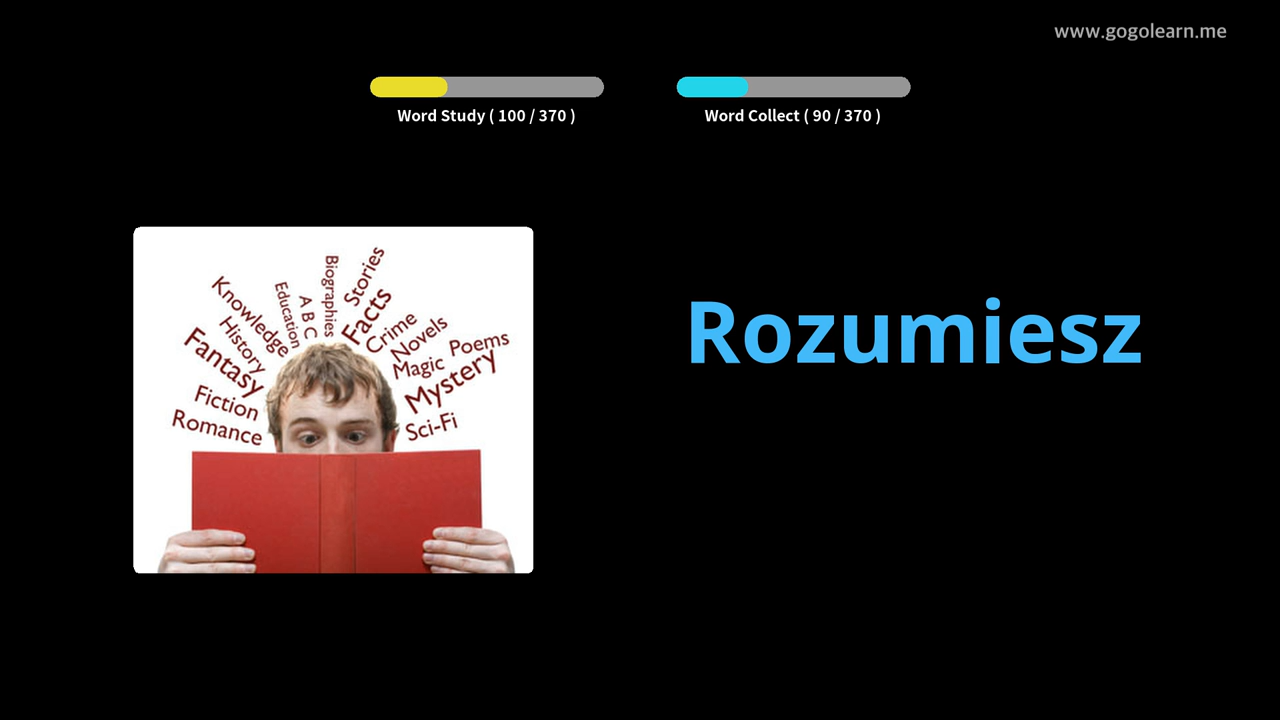 www.gogolearn.me
Word Study ( 100 / 370 )
Word Collect ( 90 / 370 )
Rozumiesz
Biographies
Stories
Education
A B C
Facts
Knowledge
Crime
History
Novels
Fantasy
Magic
Poems
Mystery
Fiction
Romance
Sci-Fi